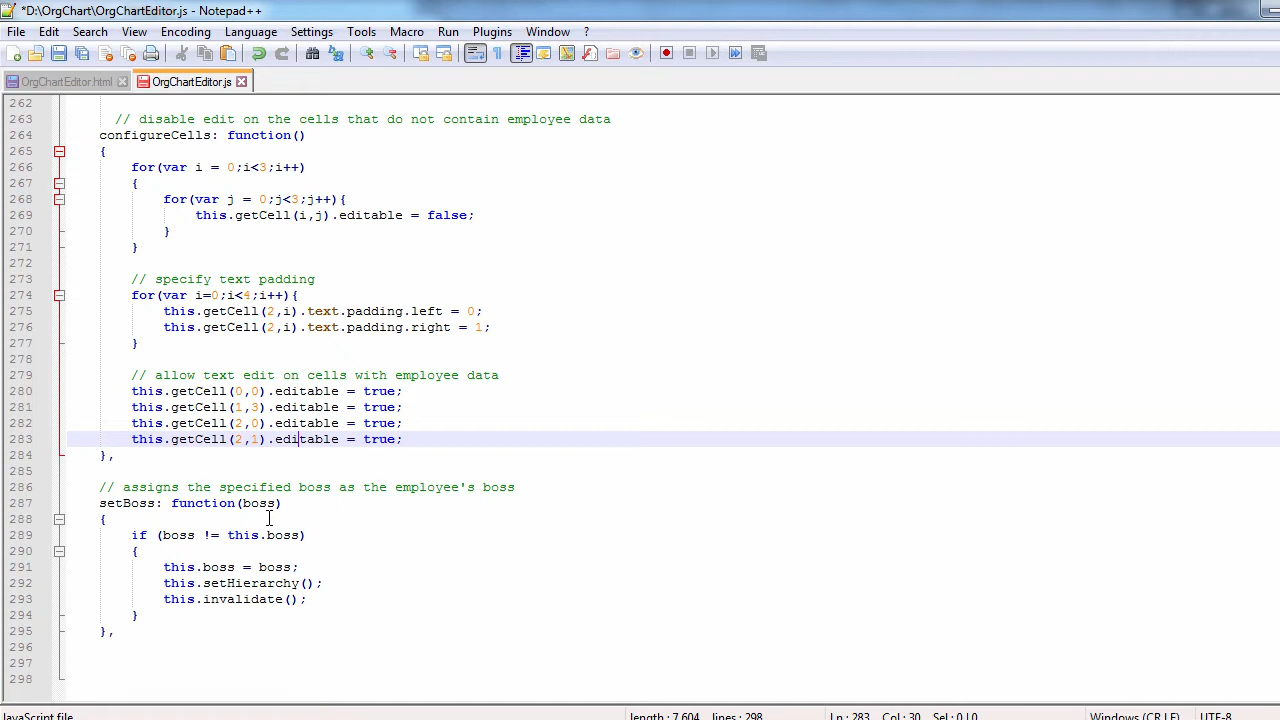 *D:\OrgChart\OrgChartEditor.js - Notepad++
File Edit Search View Encoding Language Settings Tools Macro Run Plugins Window ?
OrgChartEditor.html OrgChartEditor.js
262
263 // disable edit on the cells that do not contain employee data
264 configureCells: function()
265 {
266 for(var i = 0;i<3;i++)
267 {
268 for(var j = 0;j<3;j++){
269 this.getCell(i,j).editable = false;
270 }
271 }
272
273 // specify text padding
274 for(var i=0;i<4;i++){
275 this.getCell(2,i).text.padding.left = 0;
276 this.getCell(2,i).text.padding.right = 1;
277 }
278
279 // allow text edit on cells with employee data
280 this.getCell(0,0).editable = true;
281 this.getCell(1,3).editable = true;
282 this.getCell(2,0).editable = true;
283 this.getCell(2,1).editable = true;
284 },
285
286 // assigns the specified boss as the employee's boss
287 setBoss: function(boss)
288 {
289 if (boss != this.boss)
290 {
291 this.boss = boss;
292 this.setHierarchy();
293 this.invalidate();
294 }
295 },
296
297
298
JavaScript file length : 7,604 lines : 298 Ln : 283 Col : 30 Sel : 0 | 0 Windows (CR LF) UTF-8